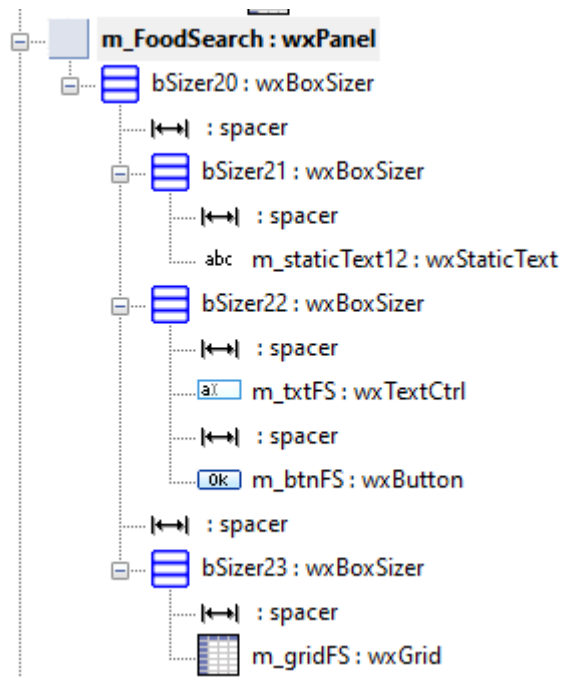 m_FoodSearch : wxPanel
bSizer20 : wxBoxSizer
: spacer
bSizer21 : wxBoxSizer
: spacer
abc m_staticText12 : wxStaticText
bSizer22 : wxBoxSizer
: spacer
a m_txtFS : wxTextCtrl
: spacer
Ok m_btnFS : wxButton
: spacer
bSizer23 : wxBoxSizer
: spacer
m_gridFS : wxGrid